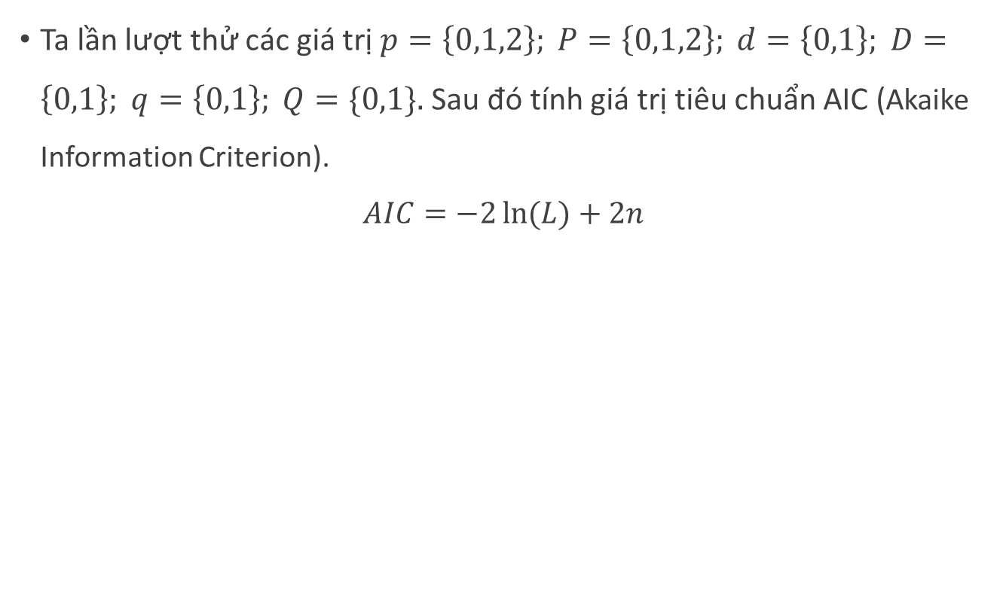 • Ta lần lượt thử các giá trị 𝑝 = {0,1,2}; 𝑃 = {0,1,2}; 𝑑 = {0,1}; 𝐷 =
{0,1}; 𝑞 = {0,1}; 𝑄 = {0,1}. Sau đó tính giá trị tiêu chuẩn AIC (Akaike
Information Criterion).
𝐴𝐼𝐶 = −2 ln(𝐿) + 2𝑛